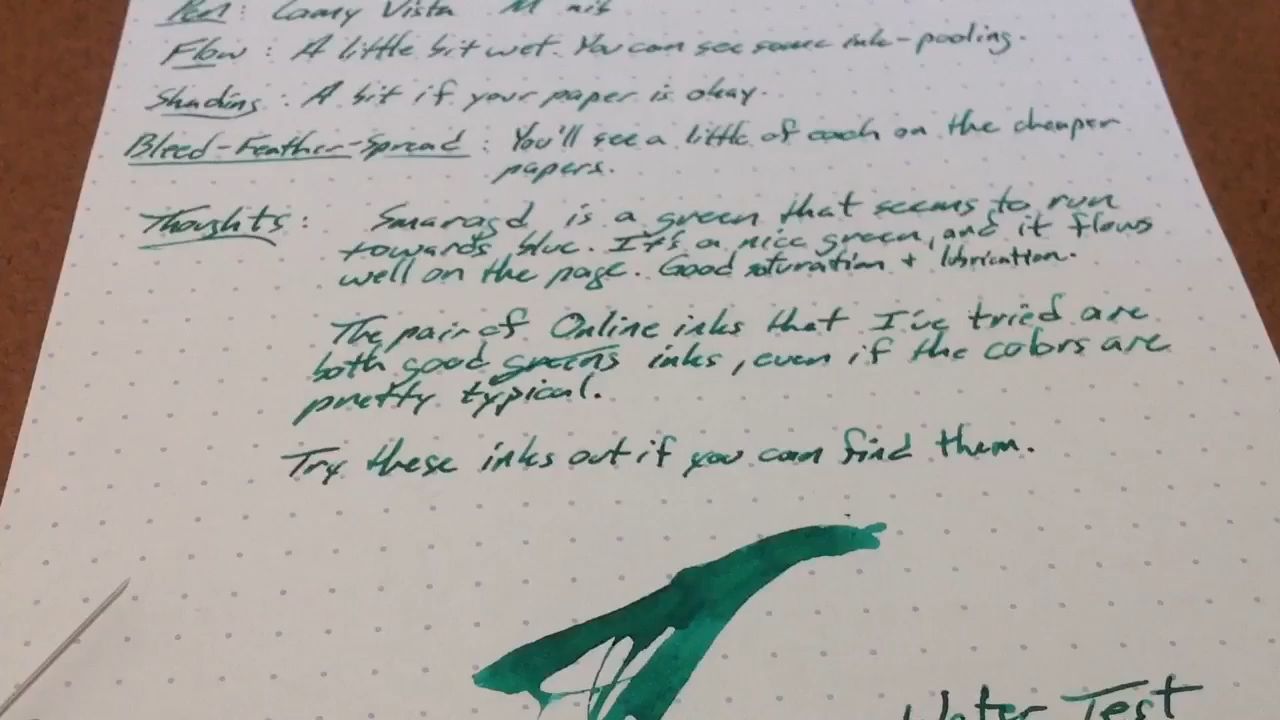 Pen: Lamy Vista M nib
Flow: A little bit wet. You can see some ink-pooling.
Shading: A bit if your paper is okay.
Bleed-Feather-Spread: You'll see a little of each on the cheaper
papers.
Thoughts: Smaragd is a green that seems to run
towards blue. It's a nice green, and it flows
well on the page. Good saturation + lubrication.
The pair of Online inks that I've tried are
both good greens inks, even if the colors are
pretty typical.
Try these inks out if you can find them.
Water Test